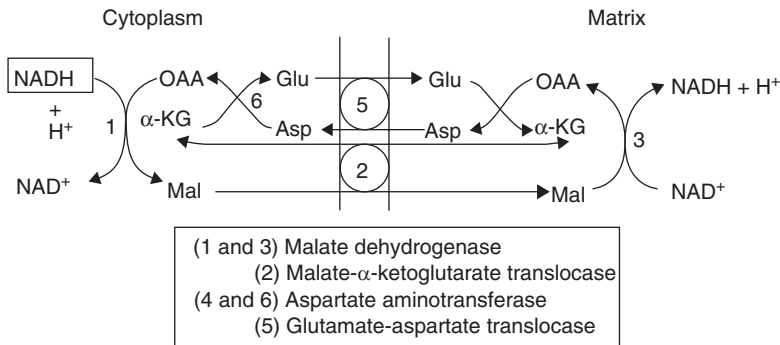 Cytoplasm Matrix
NADH OAA Glu Glu OAA NADH + H⁺
+ α-KG 6 5 α-KG
H⁺ 1 Asp Asp 3
2
NAD⁺ Mal Mal NAD⁺
(1 and 3) Malate dehydrogenase
(2) Malate-α-ketoglutarate translocase
(4 and 6) Aspartate aminotransferase
(5) Glutamate-aspartate translocase